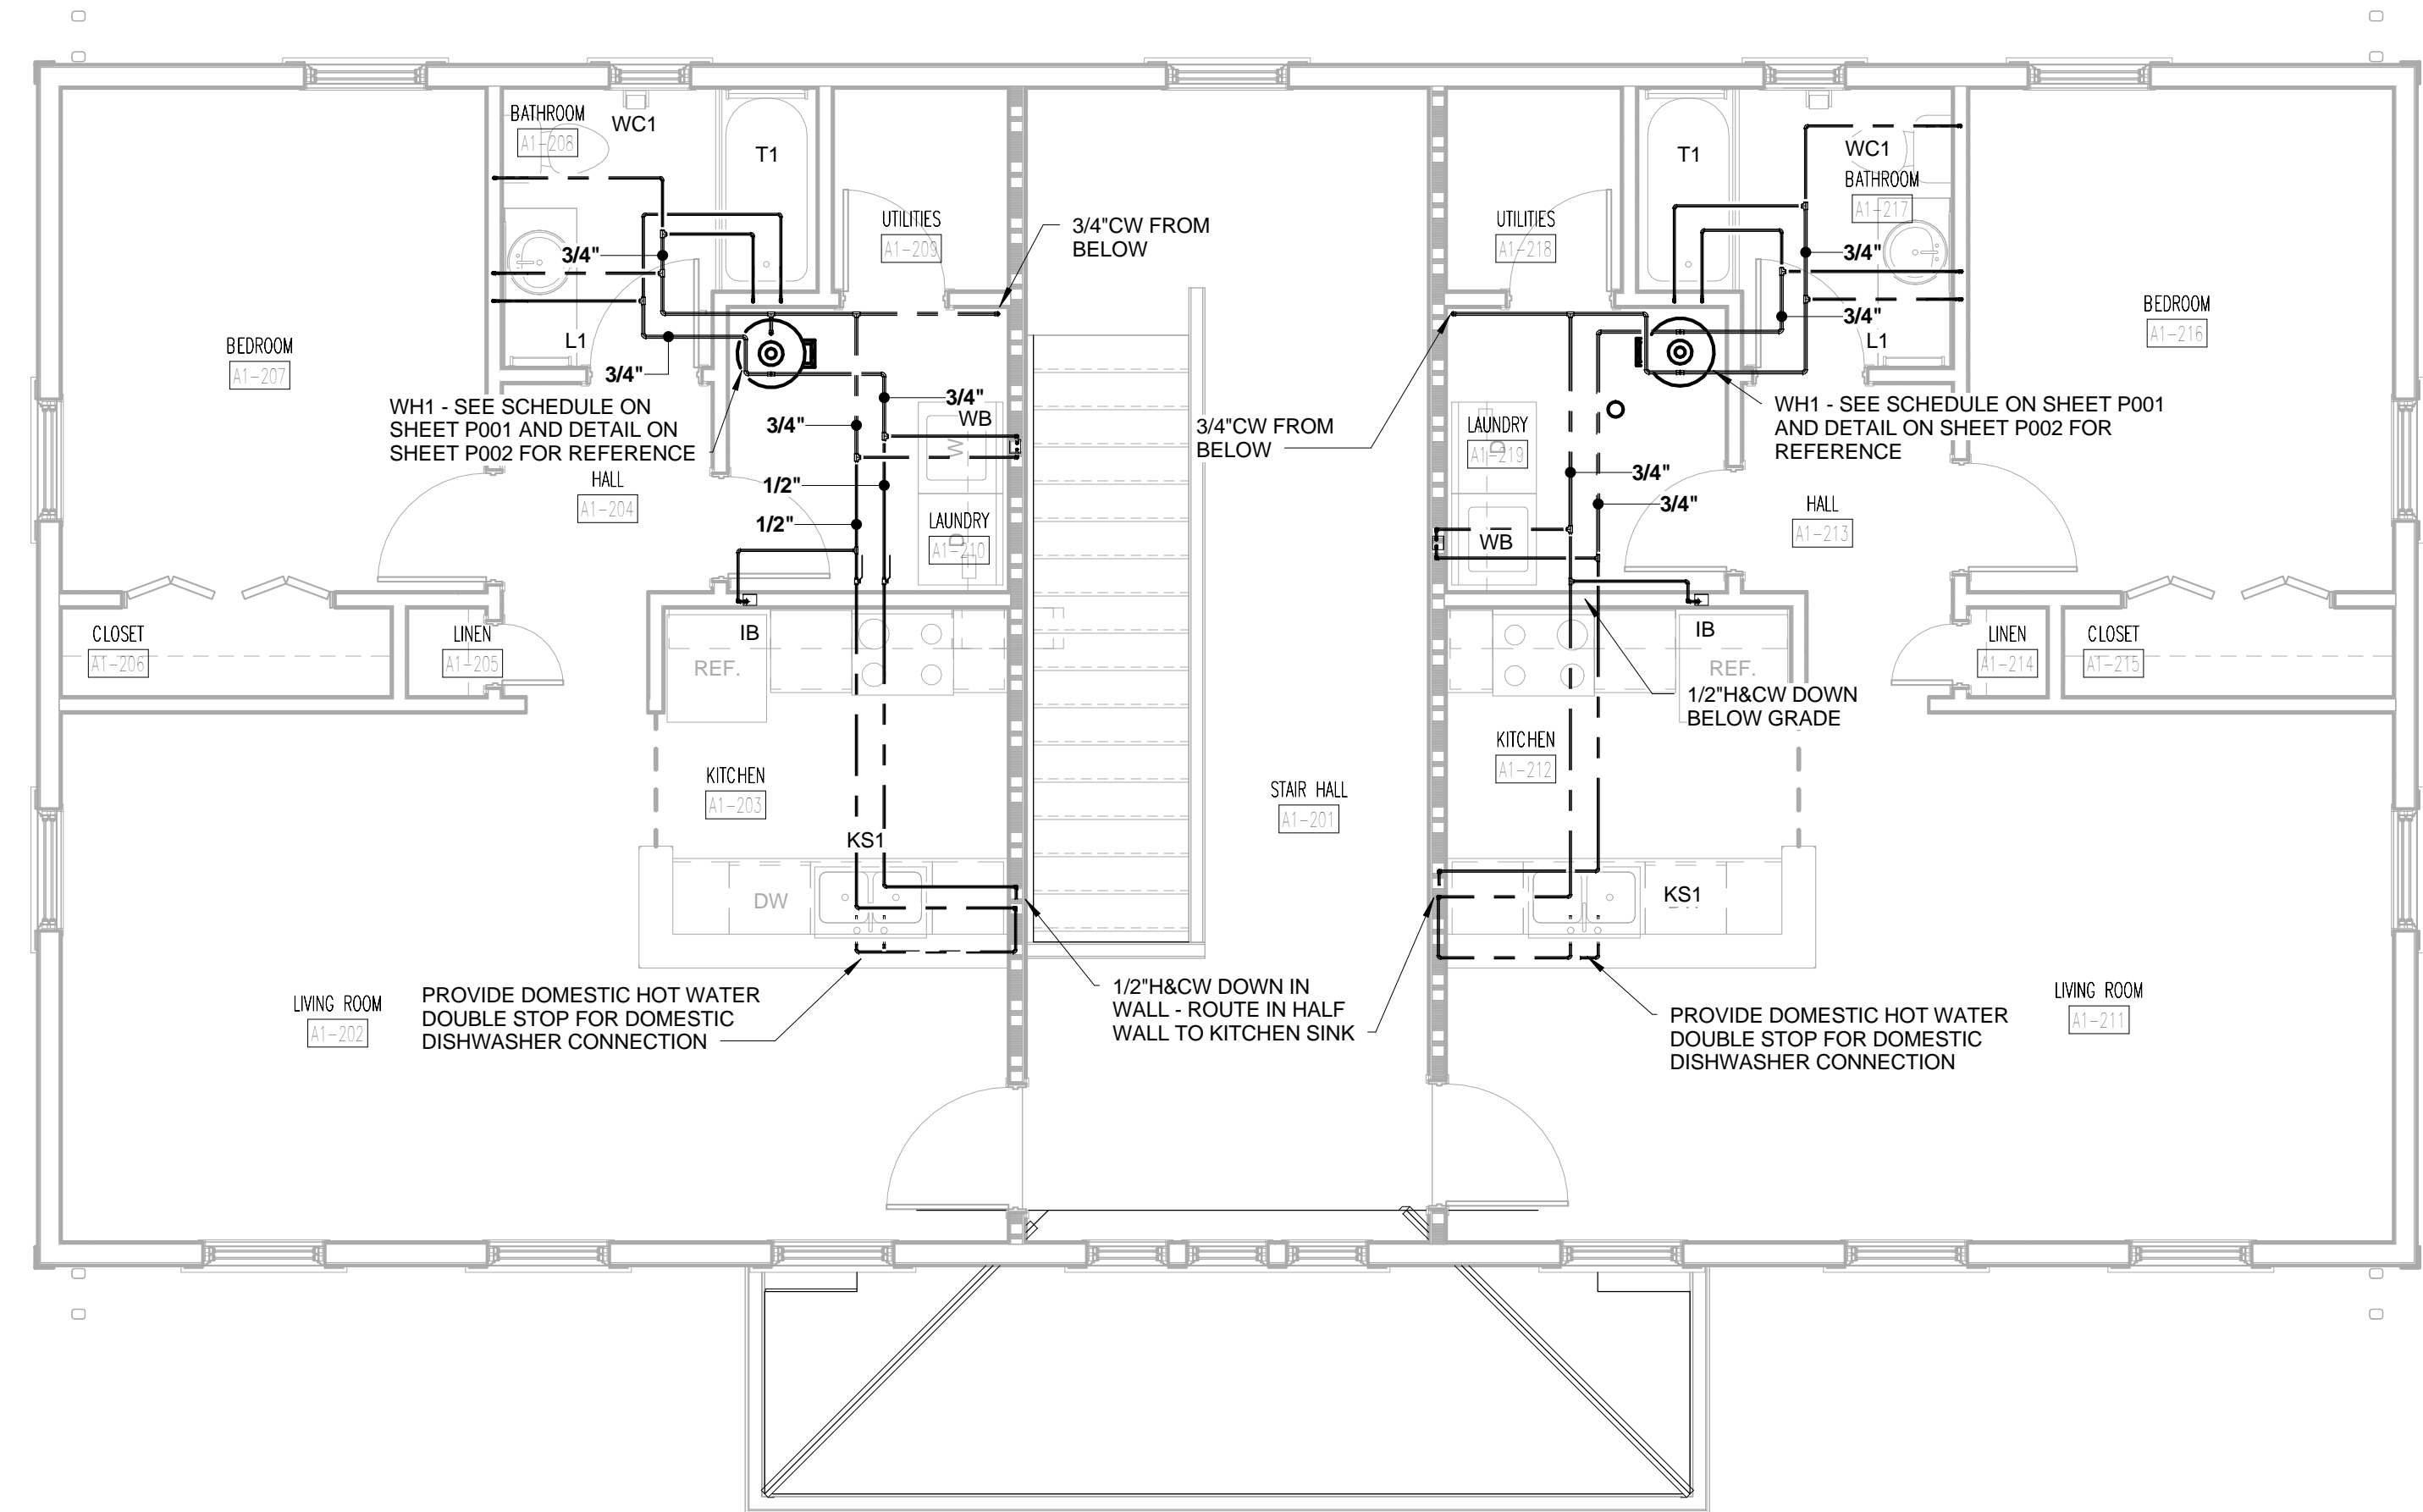 BATHROOM
A1-208
WC1
T1
UTILITIES
A1-209
3/4"CW FROM
BELOW
3/4"
L1
3/4"
BEDROOM
A1-207
WH1 - SEE SCHEDULE ON
SHEET P001 AND DETAIL ON
SHEET P002 FOR REFERENCE
3/4"
WB
3/4"
W
HALL
A1-204
1/2"
1/2"
LAUNDRY
A1-210
D
CLOSET
A1-206
LINEN
A1-205
IB
REF.
KITCHEN
A1-203
KS1
DW
LIVING ROOM
A1-202
PROVIDE DOMESTIC HOT WATER
DOUBLE STOP FOR DOMESTIC
DISHWASHER CONNECTION
1/2"H&CW DOWN IN
WALL - ROUTE IN HALF
WALL TO KITCHEN SINK
STAIR HALL
A1-201
T1
WC1
BATHROOM
A1-217
UTILITIES
A1-218
3/4"
3/4"
L1
BEDROOM
A1-216
3/4"CW FROM
BELOW
WH1 - SEE SCHEDULE ON SHEET P001
AND DETAIL ON SHEET P002 FOR
REFERENCE
LAUNDRY
A1-219
D
3/4"
3/4"
WB
HALL
A1-213
IB
REF.
LINEN
A1-214
CLOSET
A1-215
1/2"H&CW DOWN
BELOW GRADE
KITCHEN
A1-212
KS1
LIVING ROOM
A1-211
PROVIDE DOMESTIC HOT WATER
DOUBLE STOP FOR DOMESTIC
DISHWASHER CONNECTION